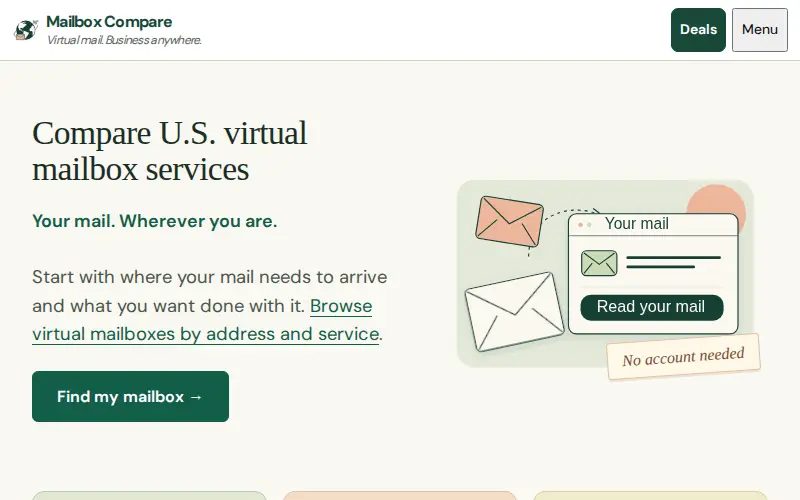 Mailbox Compare
Virtual mail. Business anywhere.
Deals
Menu
Compare U.S. virtual
mailbox services
Your mail. Wherever you are.
Start with where your mail needs to arrive
and what you want done with it. Browse
virtual mailboxes by address and service.
Find my mailbox →
Your mail
Read your mail
No account needed